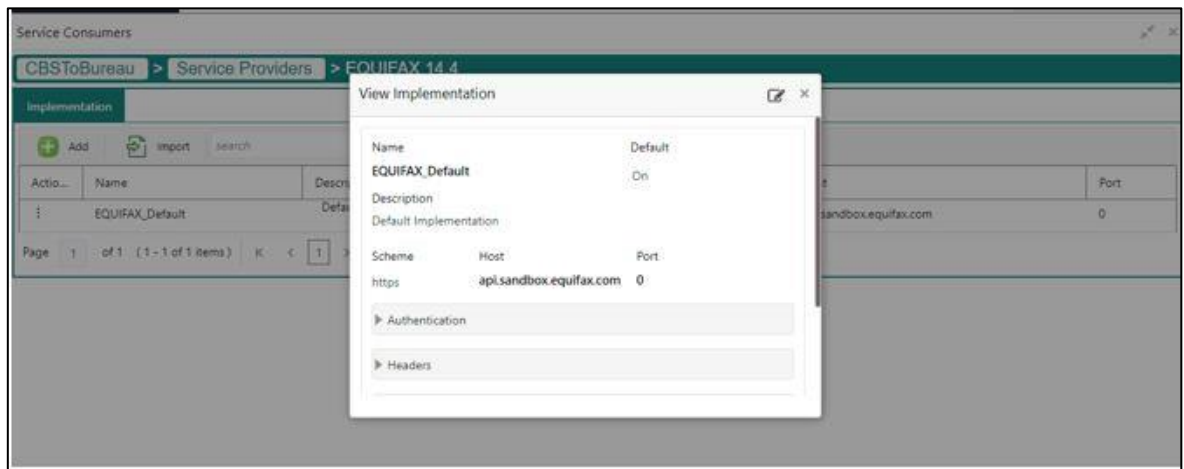 Service Consumers
CBSToBureau > Service Providers > EQUIFAX 14.4
Implementation
Add Import search
Actio... Name Descri Port
EQUIFAX_Default Defau sandbox.equifax.com 0
Page 1 of 1 (1 - 1 of 1 items) K < 1 >
View Implementation ×
Name Default
EQUIFAX_Default On
Description
Default Implementation
Scheme Host Port
https api.sandbox.equifax.com 0
Authentication
Headers